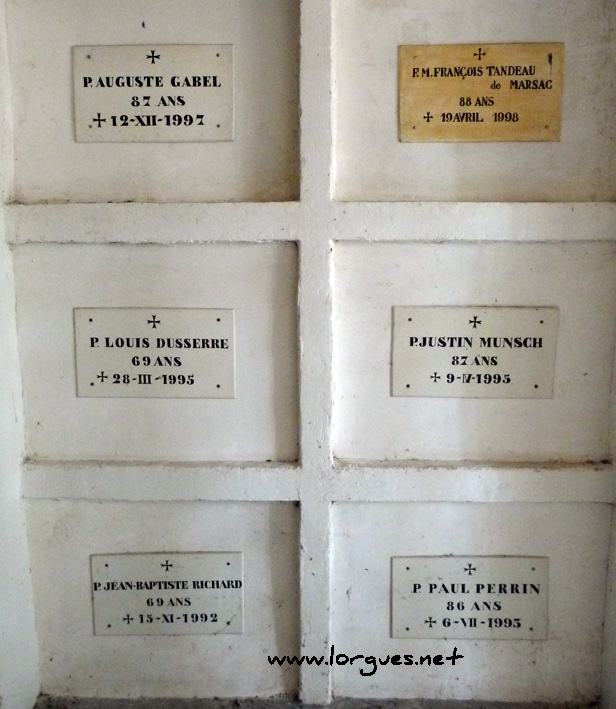 P. AUGUSTE GABEL
87 ANS
12-XII-1997
F. M. FRANÇOIS TANDEAU
de MARSAC
88 ANS
19 AVRIL 1998
P. LOUIS DUSSERRE
69 ANS
28-III-1995
P. JUSTIN MUNSCH
87 ANS
9-IV-1995
P. JEAN-BAPTISTE RICHARD
69 ANS
15-XI-1992
P. PAUL PERRIN
86 ANS
6-VII-1995
www.lorgues.net